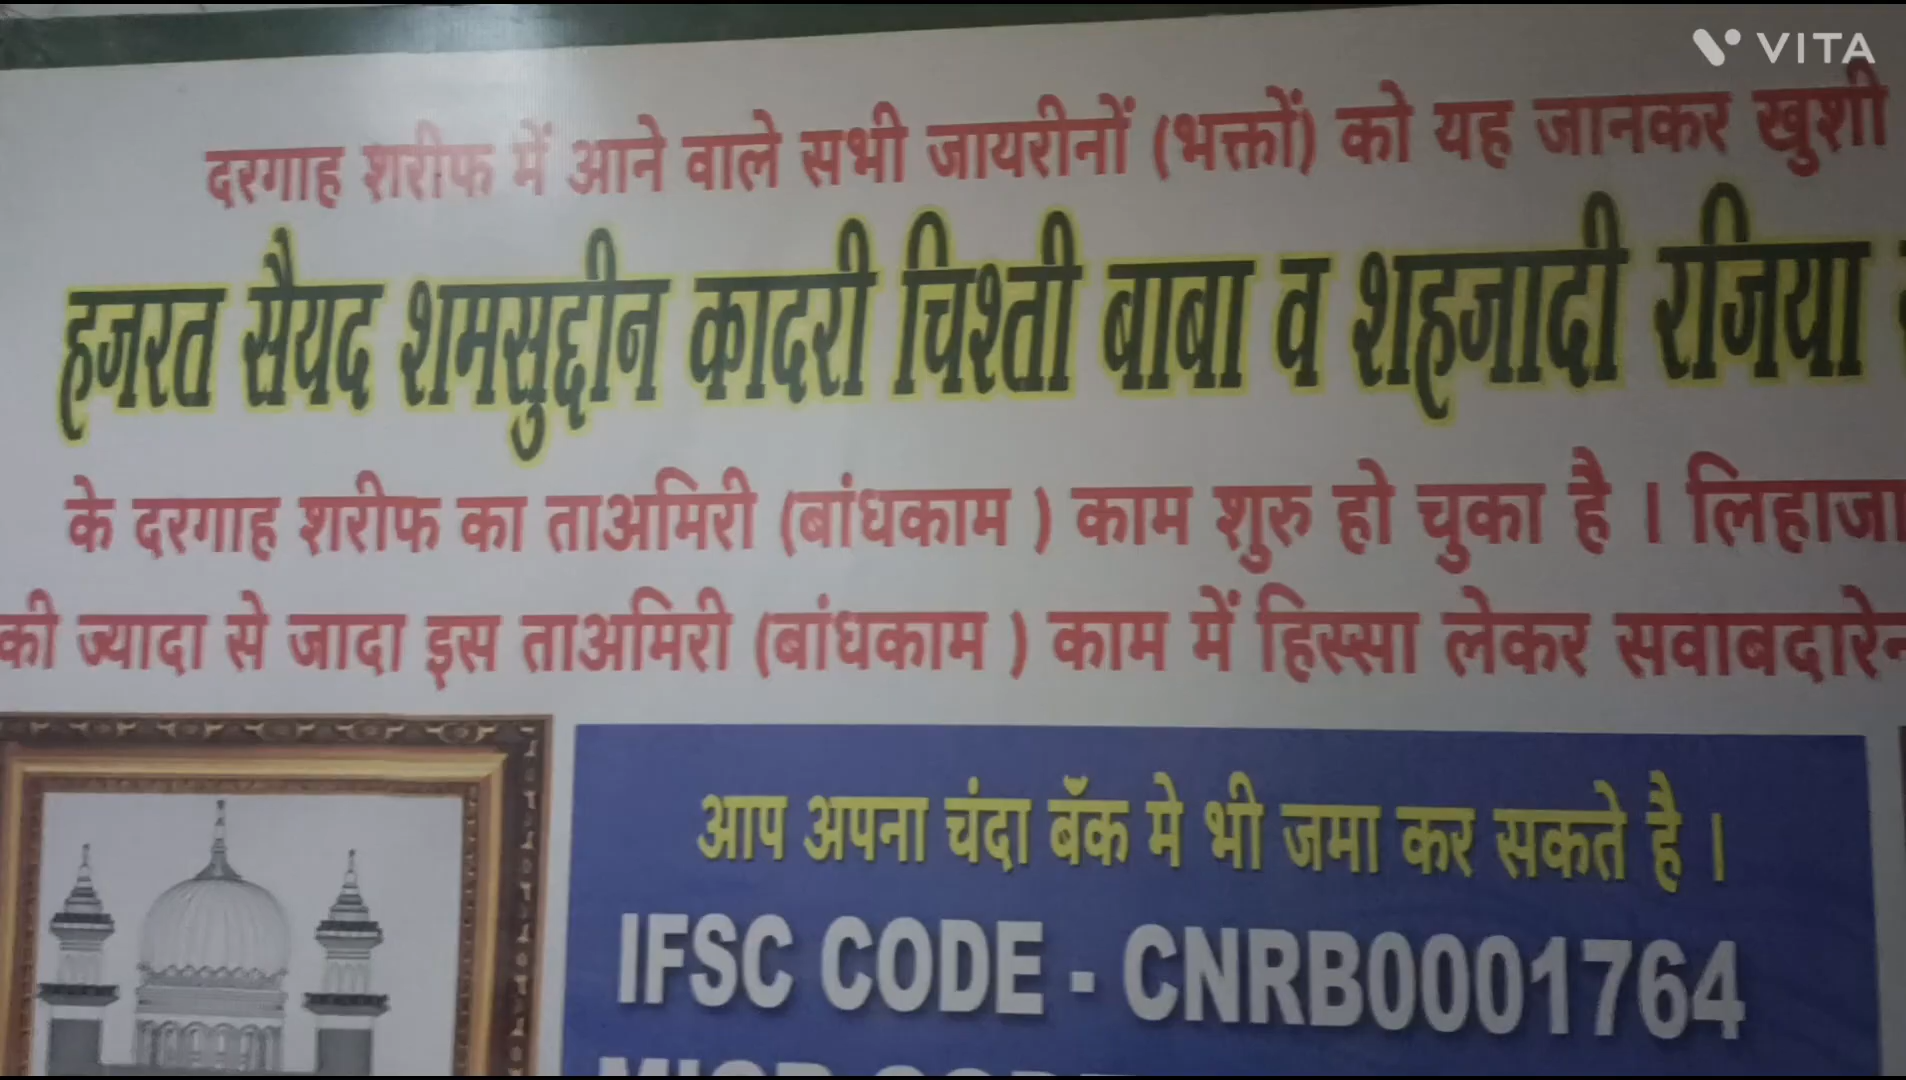 VITA
दरगाह शरीफ में आने वाले सभी जायरीनों (भक्तों) को यह जानकर खुशी
हजरत सैयद शमसुद्दीन कादरी चिश्ती बाबा व शहजादी रजिया
के दरगाह शरीफ का ताअमिरी (बांधकाम ) काम शुरु हो चुका है । लिहाजा
की ज्यादा से जादा इस ताअमिरी (बांधकाम ) काम में हिस्सा लेकर सवाबदारेन
आप अपना चंदा बॅंक मे भी जमा कर सकते है ।
IFSC CODE - CNRB0001764